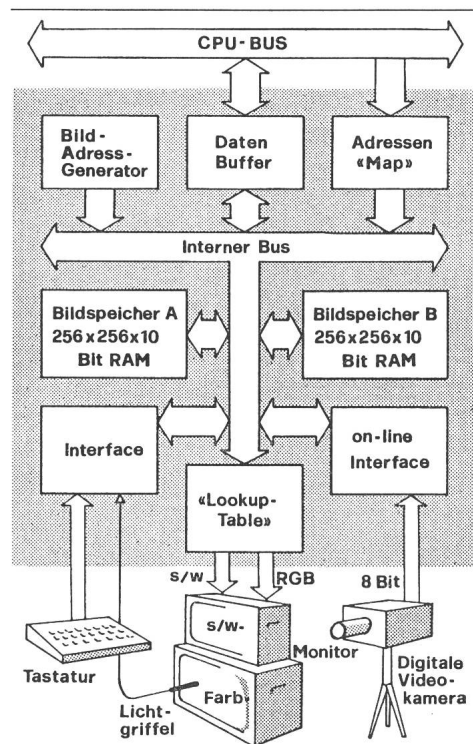 CPU-BUS
Bild-
Adress-
Generator
Daten
Buffer
Adressen
«Map»
Interner Bus
Bildspeicher A
256x256x10
Bit RAM
Bildspeicher B
256x256x10
Bit RAM
Interface
on-line
Interface
«Lookup-
Table»
s/w
RGB
8 Bit
s/w-
Monitor
Farb-
Tastatur
Licht-
griffel
Digitale
Video-
kamera